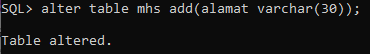 SQL> alter table mhs add(alamat varchar(30));
Table altered.